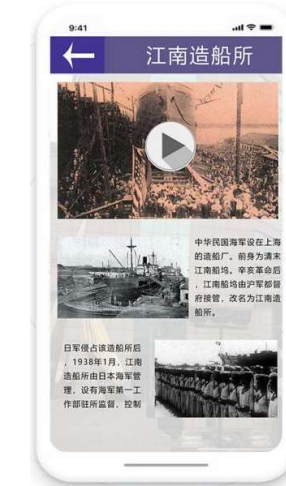 9:41
江南造船所
中华民国海军设在上海
的造船厂。前身为清末
江南船坞。辛亥革命后
，江南船坞由沪军都督
府接管，改名为江南造
船所。
日军侵占该造船所后
，1938年1月，江南
造船所由日本海军管
理，设有海军第一工
作部驻所监督、控制